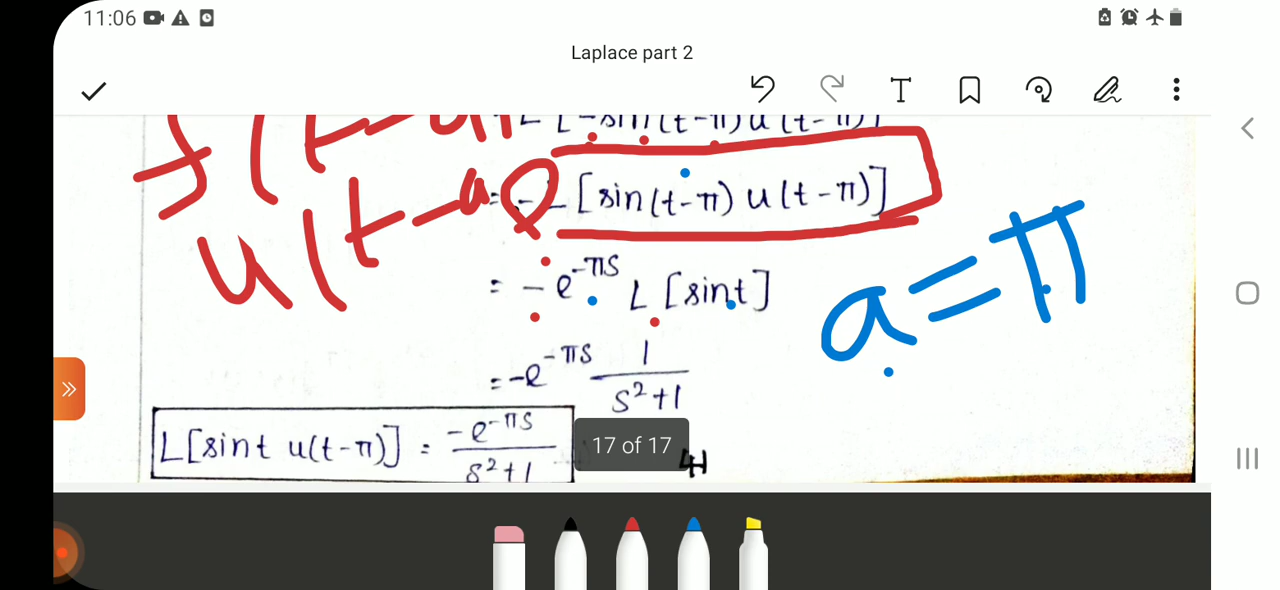 11:06
Laplace part 2
L [-sin(t-π) u(t-π)]
f(t-a)
= - L [sin(t-π) u(t-π)]
u(t-a)
= -e^-πs L [sint]
a=π
= -e^-πs 1/s²+1
L[sint u(t-π)] = -e^-πs/s²+1
17 of 17